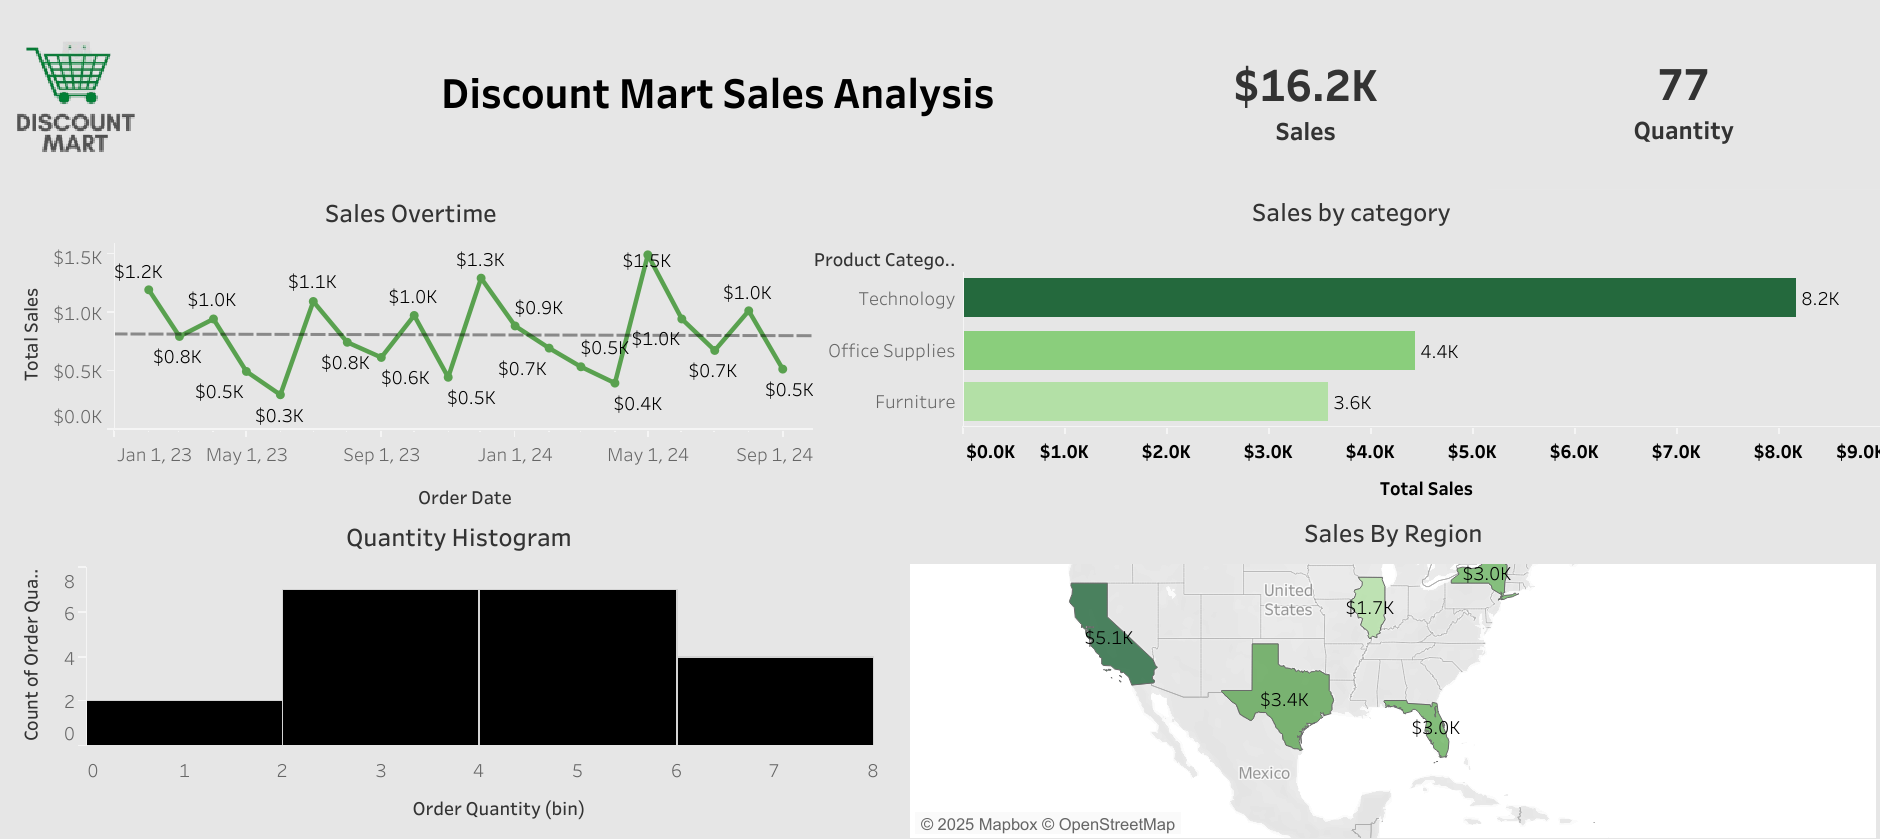 DISCOUNT
MART
Discount Mart Sales Analysis
$16.2K
Sales
77
Quantity
Sales Overtime
Total Sales
$1.5K
$1.0K
$0.5K
$0.0K
$1.2K
$0.8K
$1.0K
$0.5K
$0.3K
$1.1K
$0.8K
$0.6K
$1.0K
$0.5K
$1.3K
$0.9K
$0.7K
$0.5K
$0.4K
$1.5K
$1.0K
$0.7K
$1.0K
$0.5K
Jan 1, 23 May 1, 23 Sep 1, 23 Jan 1, 24 May 1, 24 Sep 1, 24
Order Date
Sales by category
Product Catego..
Technology 8.2K
Office Supplies 4.4K
Furniture 3.6K
$0.0K $1.0K $2.0K $3.0K $4.0K $5.0K $6.0K $7.0K $8.0K $9.0K
Total Sales
Quantity Histogram
Count of Order Qua..
8
6
4
2
0
0 1 2 3 4 5 6 7 8
Order Quantity (bin)
Sales By Region
United
States
$3.0K
$1.7K
$5.1K
$3.4K
$3.0K
Mexico
© 2025 Mapbox © OpenStreetMap